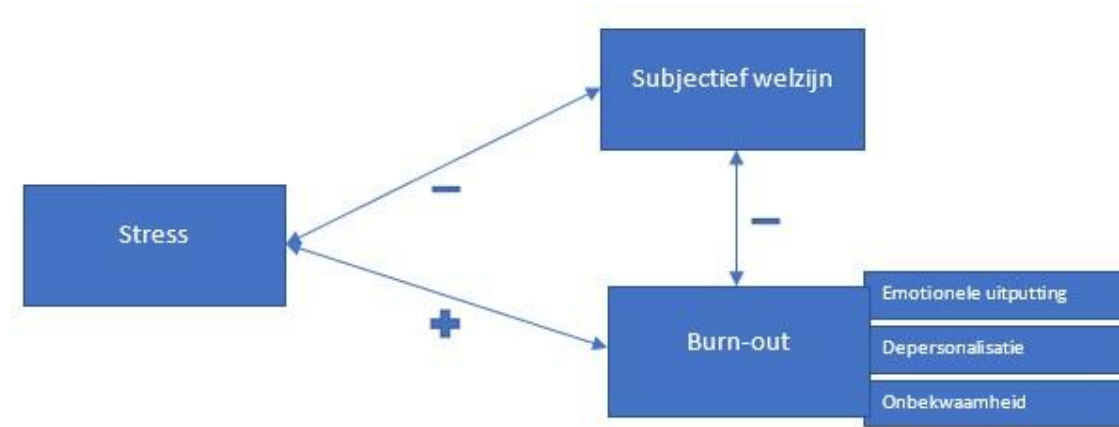 Subjectief welzijn
Stress
–
–
+
Burn-out
Emotionele uitputting
Depersonalisatie
Onbekwaamheid